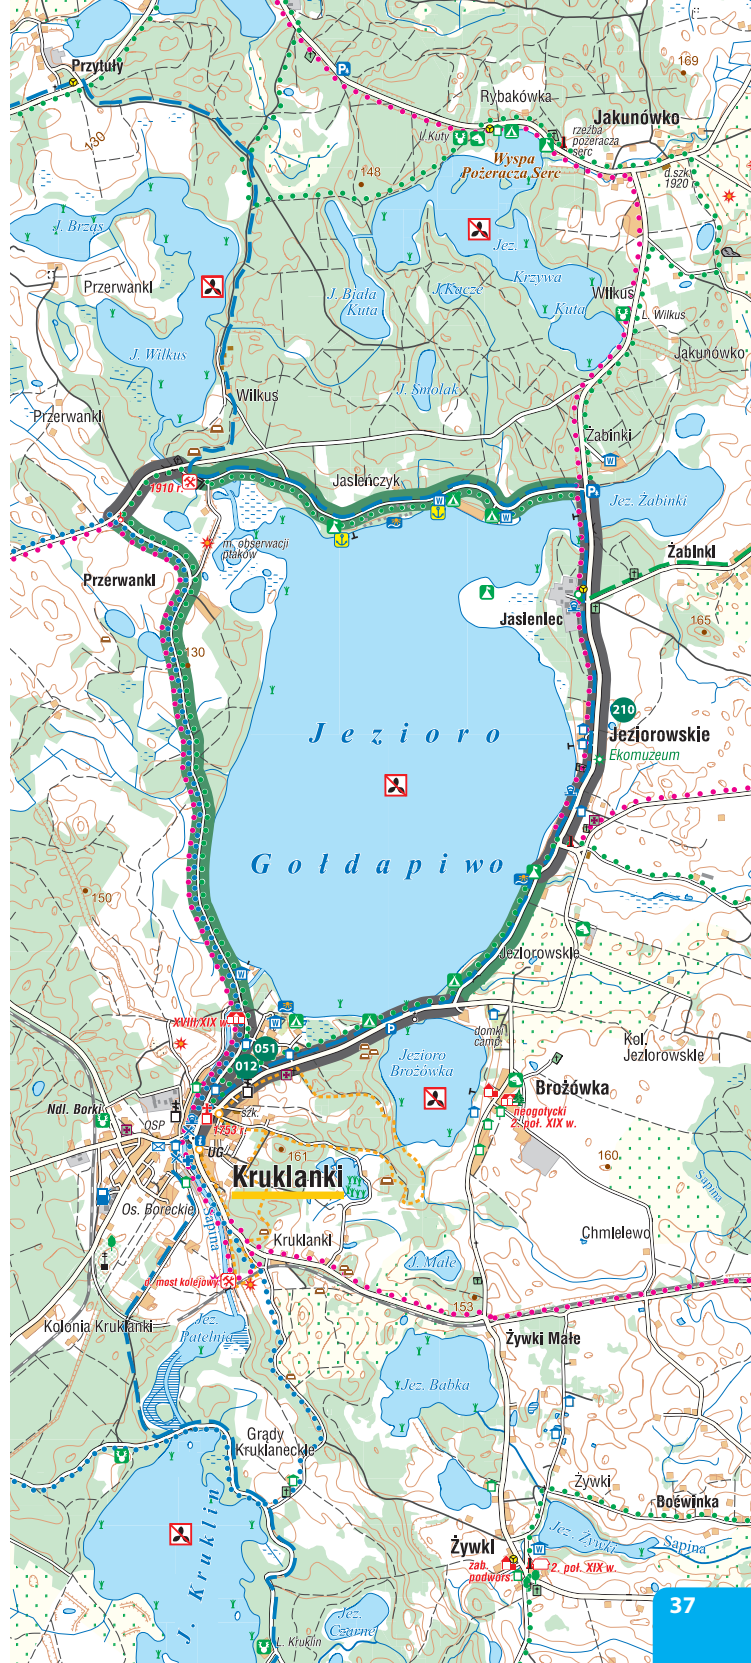 Przytuły
169
P
Rybakówka
Jakunówko
130
L. Kuty
rzeźba
pożeracza
serc
Wyspa
Pożeracza Serc
148
d.szk.
1920 r.
J. Brząs
Jez.
Krzywa
Kuta
Przerwanki
J. Biała
Kuta
J. Kacze
Wilkus
L. Wilkus
J. Wilkus
Jakunówko
J. Smolak
Wilkus
Przerwanki
Żabinki
W
Jasieńczyk
1910 r.
P
Jez. Żabinki
W
W
m. obserwacji
ptaków
Żabinki
Przerwanki
Jasieniec
165
130
210
Jeziorowskie
Ekomuzeum
Jezioro
Gołdapiwo
150
Jeziorowskie
W
XVIII/XIX w.
W
P
domki
camp.
Kol.
Jeziorowskie
051
012
Jezioro
Brożówka
Brożówka
Ndl. Borki
szk.
neogotycki
2. poł. XIX w.
OSP
1753 r.
UG
161
160
Kruklanki
Sapina
Os. Boreckie
Sapina
Kruklanki
Chmielewo
J. Małe
d. most kolejowy
153
Kolonia Kruklanki
Jez.
Patelnia
Żywki Małe
Jez. Babka
Grądy
Kruklaneckie
Żywki
Boćwinka
J. Kruklin
Jez. Żywki
Sapina
Żywki
W
zab.
podwors.
2. poł. XIX w.
37
Jez.
Czarne
L. Kruklin